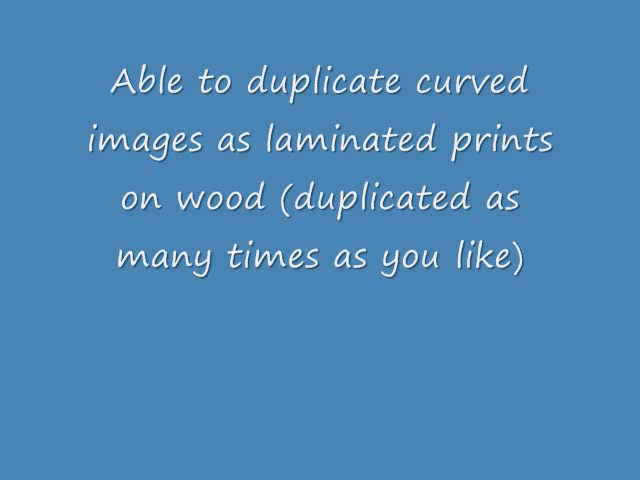 Able to duplicate curved
images as laminated prints
on wood (duplicated as
many times as you like)